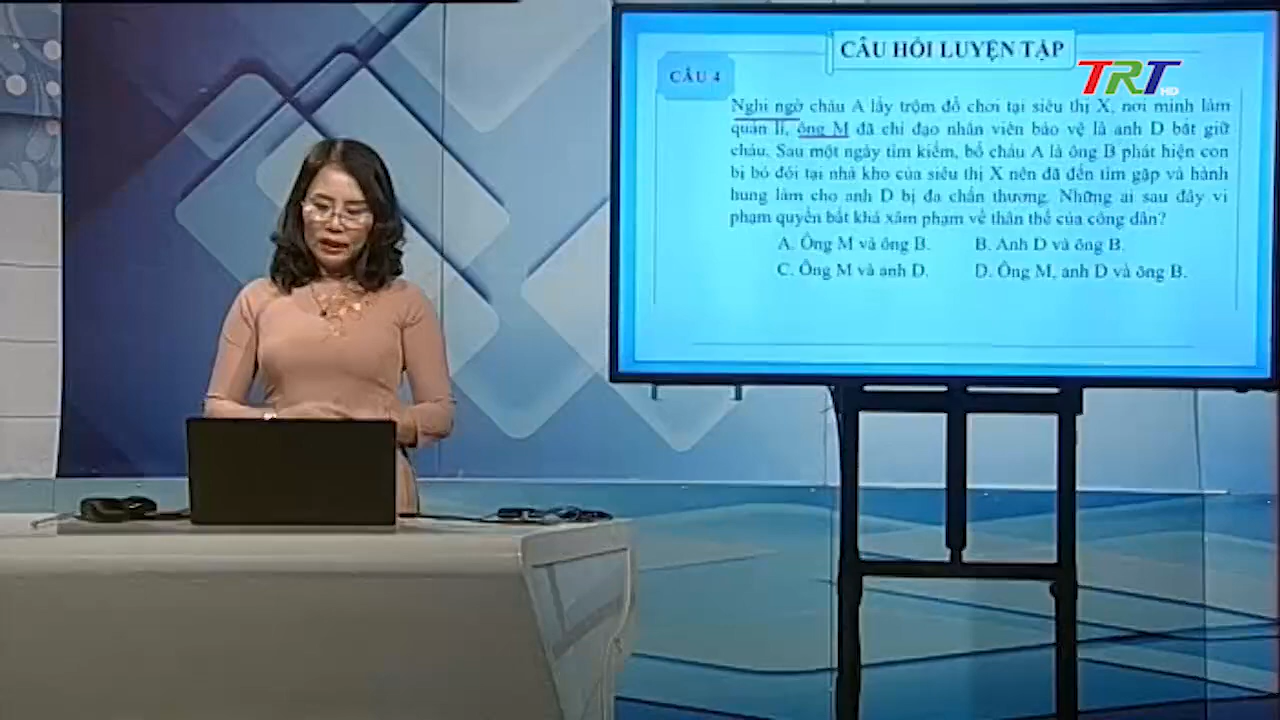 CÂU HỎI LUYỆN TẬP
TRT HD
CÂU 4
Nghi ngờ cháu A lấy trộm đồ chơi tại siêu thị X, nơi mình làm
quản lí, ông M đã chỉ đạo nhân viên bảo vệ là anh D bắt giữ
cháu. Sau một ngày tìm kiếm, bố cháu A là ông B phát hiện con
bị bỏ đói tại nhà kho của siêu thị X nên đã đến tìm gặp và hành
hung làm cho anh D bị đa chấn thương. Những ai sau đây vi
phạm quyền bất khả xâm phạm về thân thể của công dân?
A. Ông M và ông B. B. Anh D và ông B.
C. Ông M và anh D. D. Ông M, anh D và ông B.